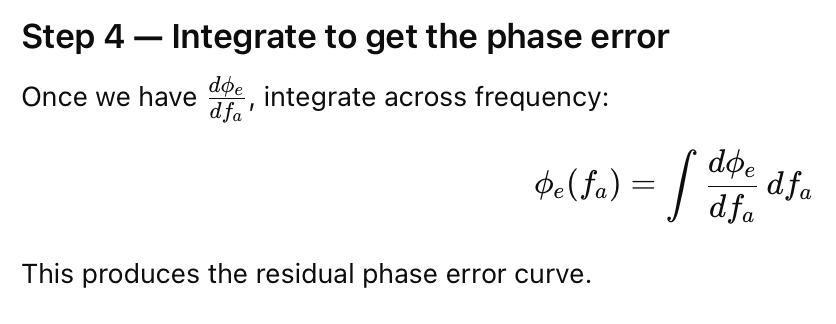 Step 4 — Integrate to get the phase error
Once we have $\frac{d\phi_e}{df_a}$, integrate across frequency:
$\phi_e(f_a) = \int \frac{d\phi_e}{df_a} \, df_a$
This produces the residual phase error curve.